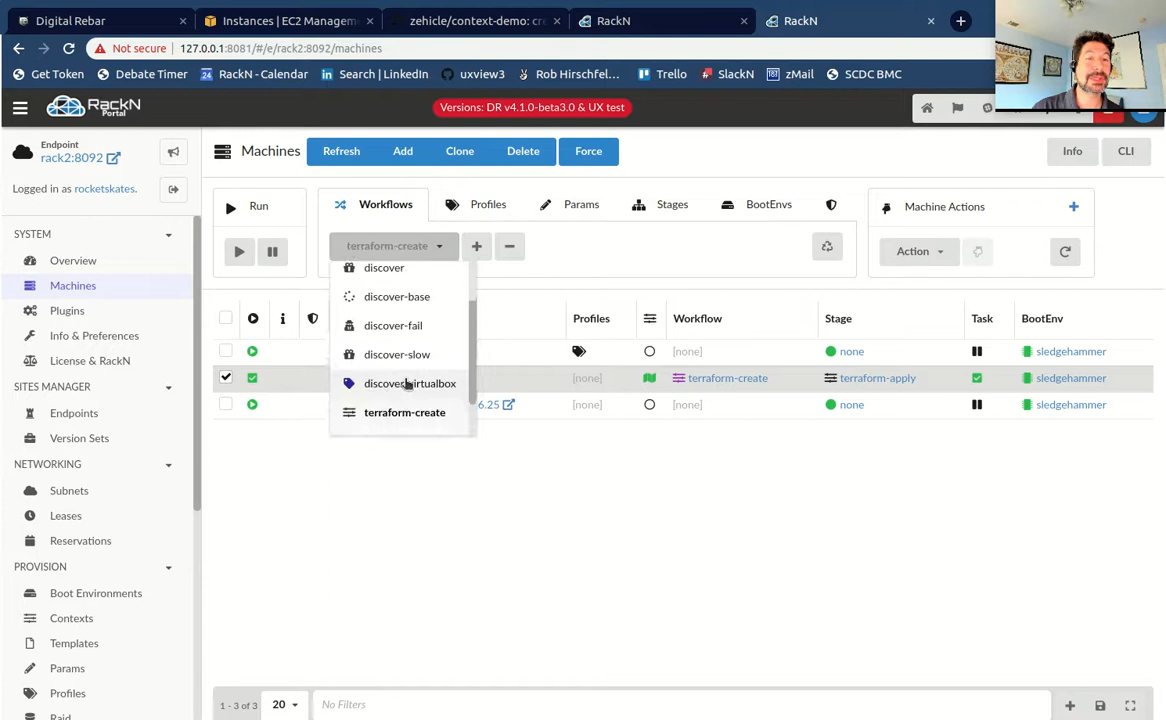 Digital Rebar
Instances | EC2 Managem
zehicle/context-demo: cre
RackN
RackN
Not secure | 127.0.0.1:8081/#/e/rack2:8092/machines
Get Token
Debate Timer
RackN - Calendar
Search | LinkedIn
uxview3
Rob Hirschfel...
Trello
SlackN
zMail
SCDC BMC
RackN
Portal
Versions: DR v4.1.0-beta3.0 & UX test
Endpoint
rack2:8092
Logged in as rocketskates.
Machines
Refresh
Add
Clone
Delete
Force
Info
CLI
Run
Workflows
Profiles
Params
Stages
BootEnvs
Machine Actions
terraform-create
Action
SYSTEM
Overview
Machines
Plugins
Info & Preferences
License & RackN
SITES MANAGER
Endpoints
Version Sets
NETWORKING
Subnets
Leases
Reservations
PROVISION
Boot Environments
Contexts
Templates
Params
Profiles
Raid
discover
discover-base
discover-fail
discover-slow
discover-virtualbox
terraform-create
Profiles
Workflow
Stage
Task
BootEnv
[none]
none
sledgehammer
[none]
terraform-create
terraform-apply
sledgehammer
6.25
[none]
[none]
none
sledgehammer
1 - 3 of 3
20
No Filters